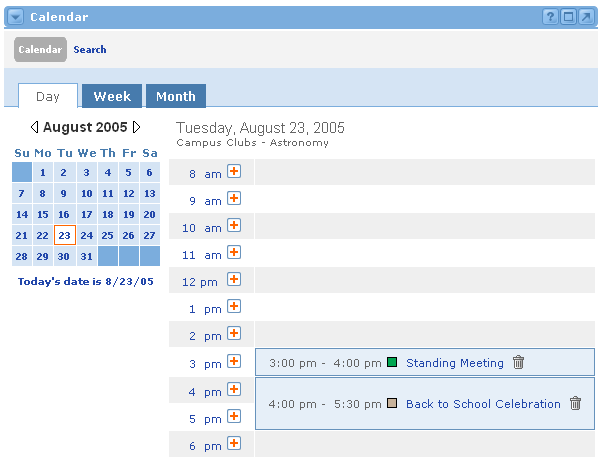 Calendar ?
Calendar Search
Day Week Month
August 2005
Su Mo Tu We Th Fr Sa
1 2 3 4 5 6
7 8 9 10 11 12 13
14 15 16 17 18 19 20
21 22 23 24 25 26 27
28 29 30 31
Today's date is 8/23/05
Tuesday, August 23, 2005
Campus Clubs - Astronomy
8 am
9 am
10 am
11 am
12 pm
1 pm
2 pm
3 pm 3:00 pm - 4:00 pm Standing Meeting
4 pm
4:00 pm - 5:30 pm Back to School Celebration
5 pm
6 pm